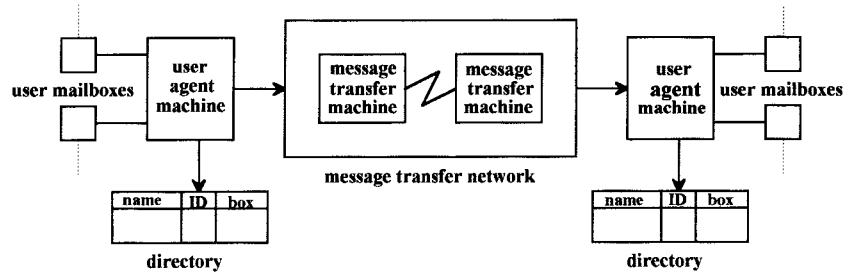 user mailboxes
user
agent
machine
message
transfer
machine
message
transfer
machine
message transfer network
user
agent
machine
user mailboxes
name ID box
directory
name ID box
directory